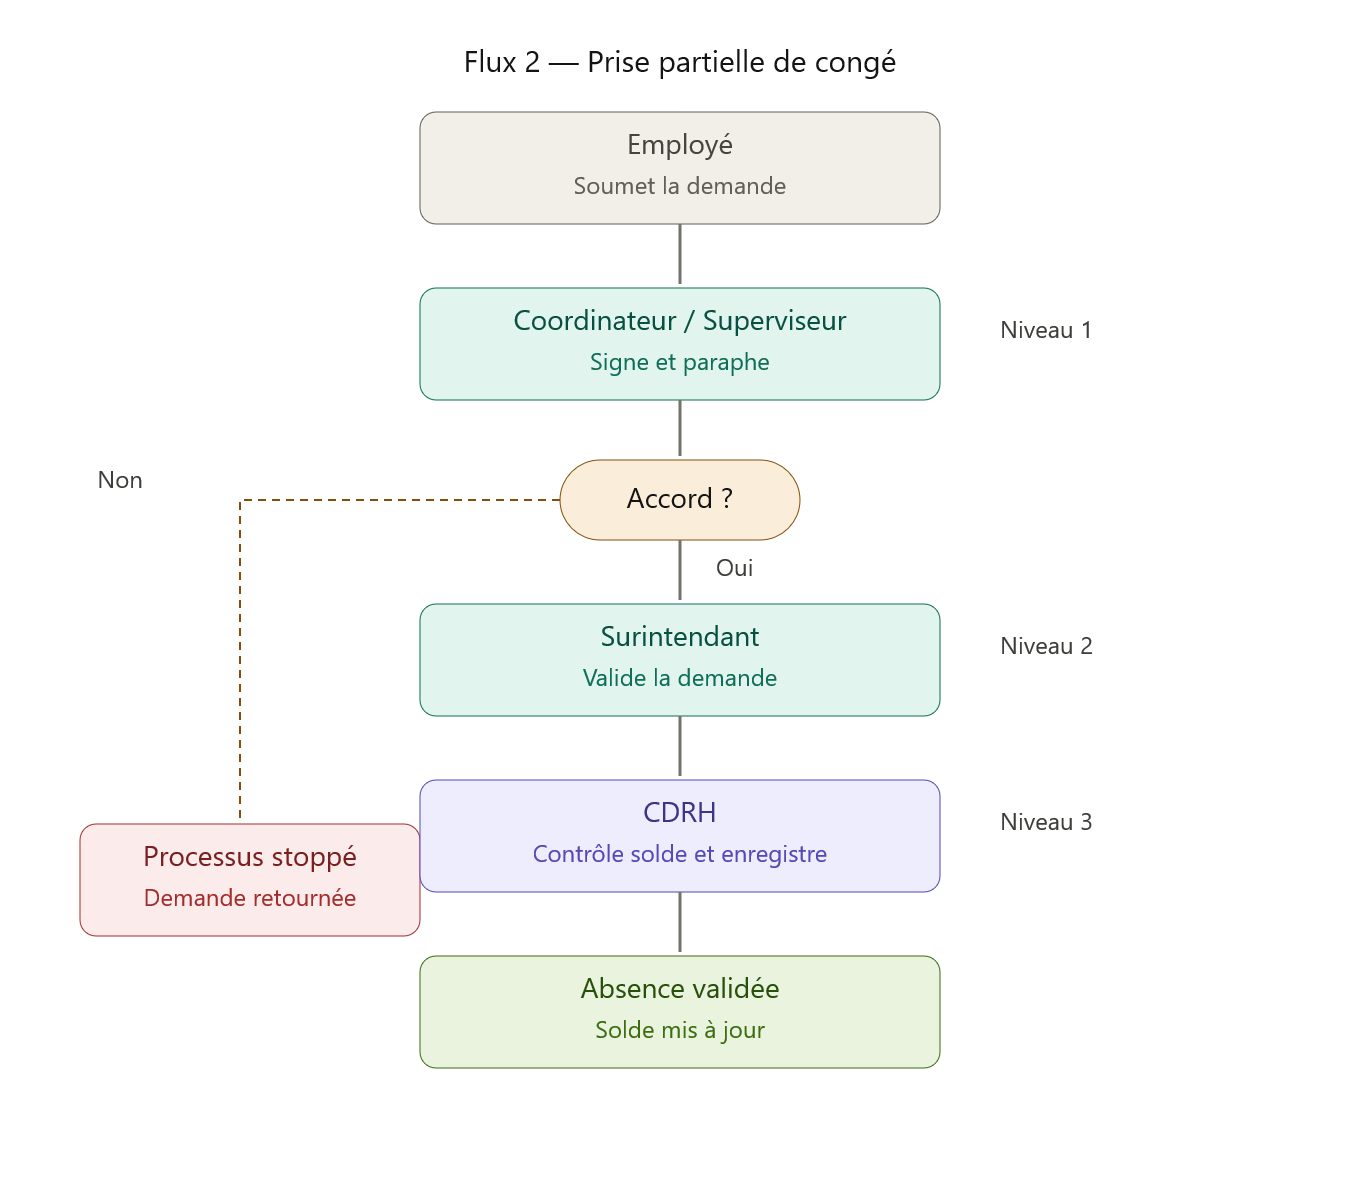 Flux 2 — Prise partielle de congé
Employé
Soumet la demande
Coordinateur / Superviseur
Signe et paraphe
Niveau 1
Non
Accord ?
Oui
Surintendant
Valide la demande
Niveau 2
CDRH
Contrôle solde et enregistre
Niveau 3
Processus stoppé
Demande retournée
Absence validée
Solde mis à jour